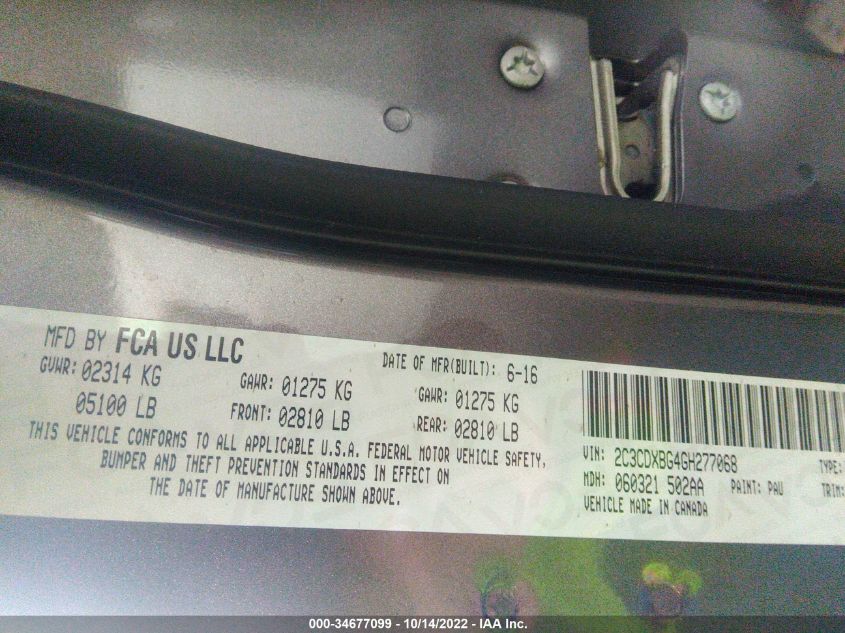 MFD BY FCA US LLC
DATE OF MFR(BUILT): 6-16
GVWR: 02314 KG
GAWR: 01275 KG
GAWR: 01275 KG
05100 LB
FRONT: 02810 LB
REAR: 02810 LB
THIS VEHICLE CONFORMS TO ALL APPLICABLE U.S.A. FEDERAL MOTOR VEHICLE SAFETY,
BUMPER AND THEFT PREVENTION STANDARDS IN EFFECT ON
THE DATE OF MANUFACTURE SHOWN ABOVE.
VIN: 2C3CDXBG4GH277068
TYPE:
MDH: 060321 502AA PAINT: PAU
TRIM:
VEHICLE MADE IN CANADA
000-34677099 - 10/14/2022 - IAA Inc.